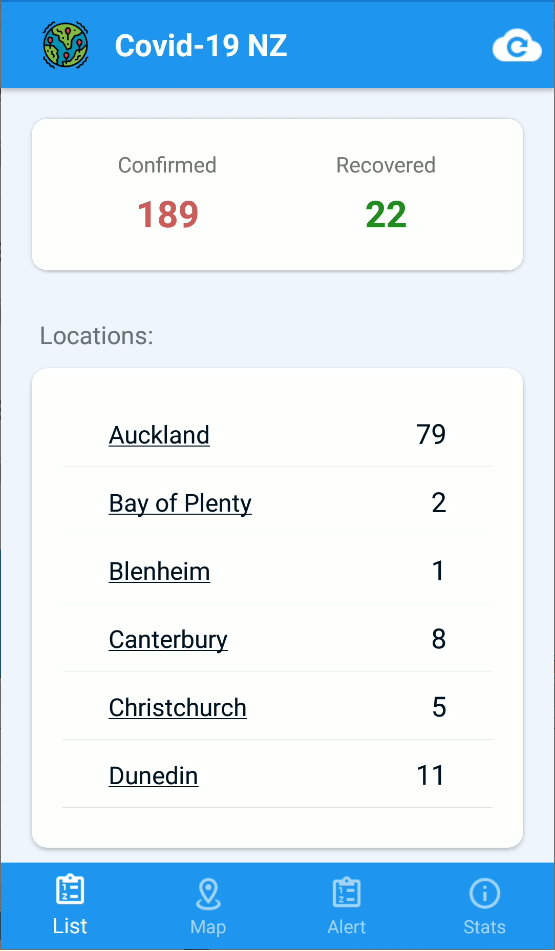 Covid-19 NZ
Confirmed Recovered
189 22
Locations:
Auckland 79
Bay of Plenty 2
Blenheim 1
Canterbury 8
Christchurch 5
Dunedin 11
List Map Alert Stats